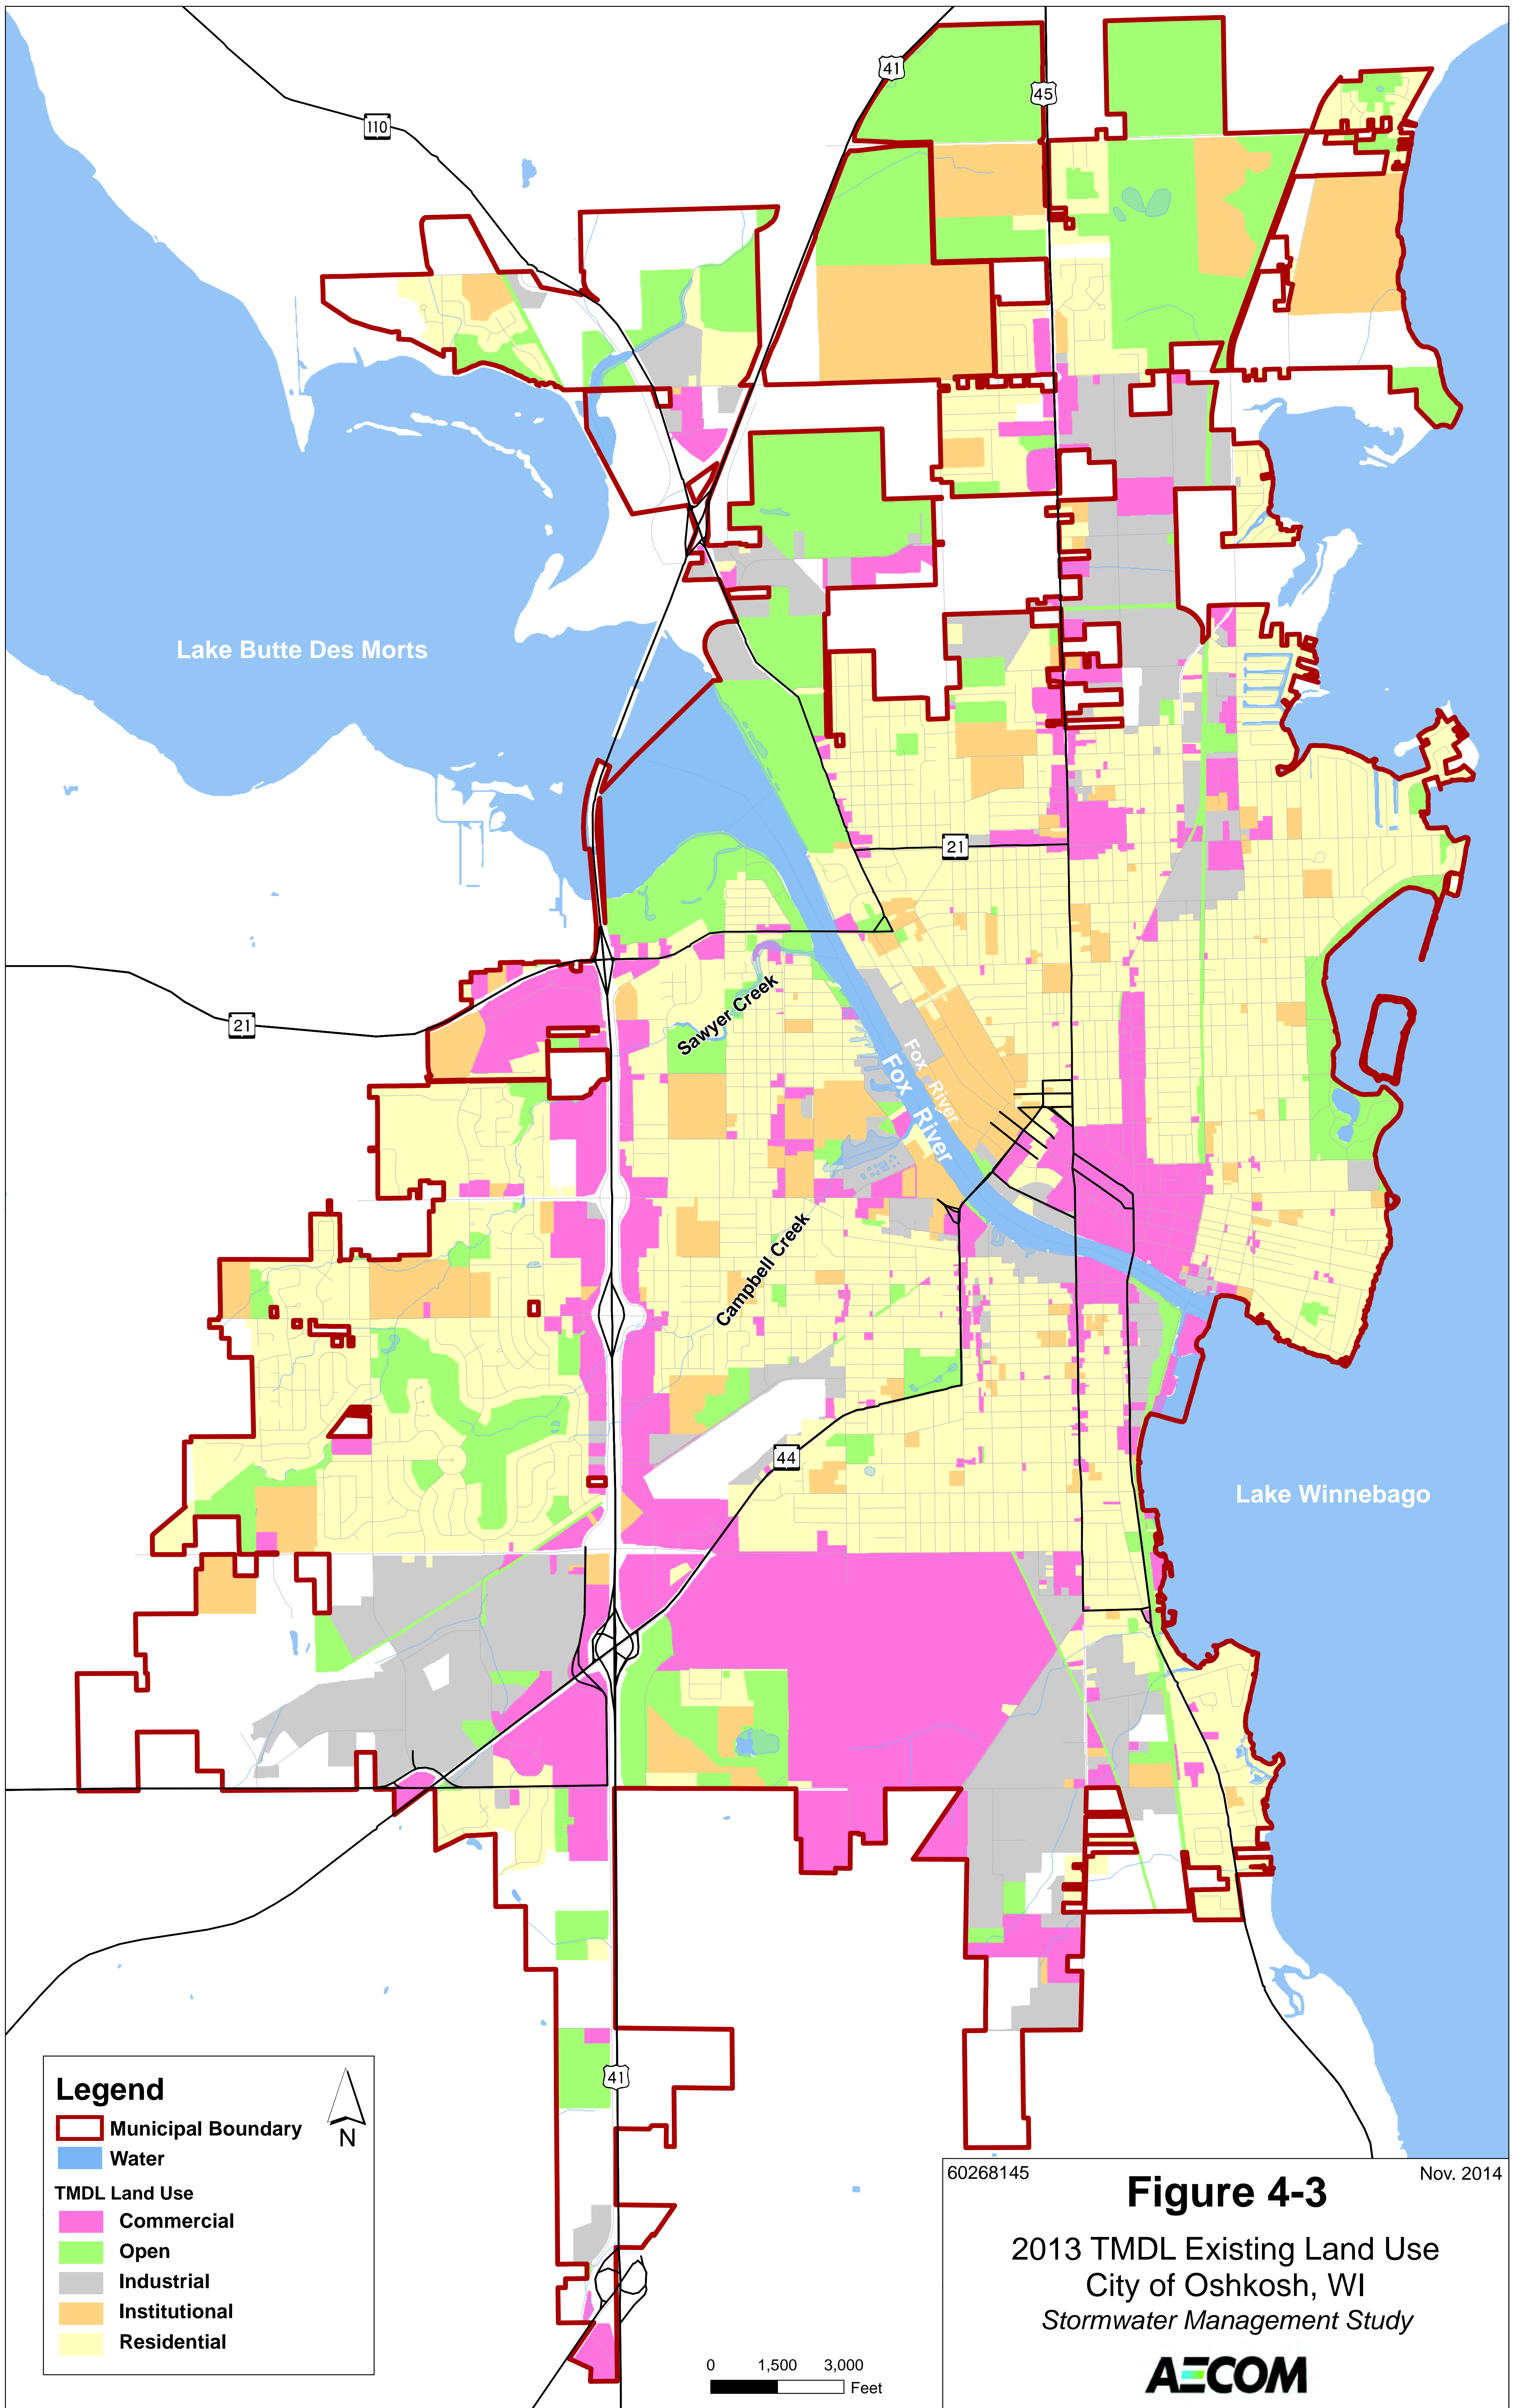 41
45
110
Lake Butte Des Morts
21
Sawyer Creek
21
Fox River
Fox River
Campbell Creek
44
Lake Winnebago
41
Legend
N
Municipal Boundary
Water
TMDL Land Use
Commercial
Open
Industrial
Institutional
Residential
0 1,500 3,000
Feet
60268145
Nov. 2014
Figure 4-3
2013 TMDL Existing Land Use
City of Oshkosh, WI
Stormwater Management Study
AECOM